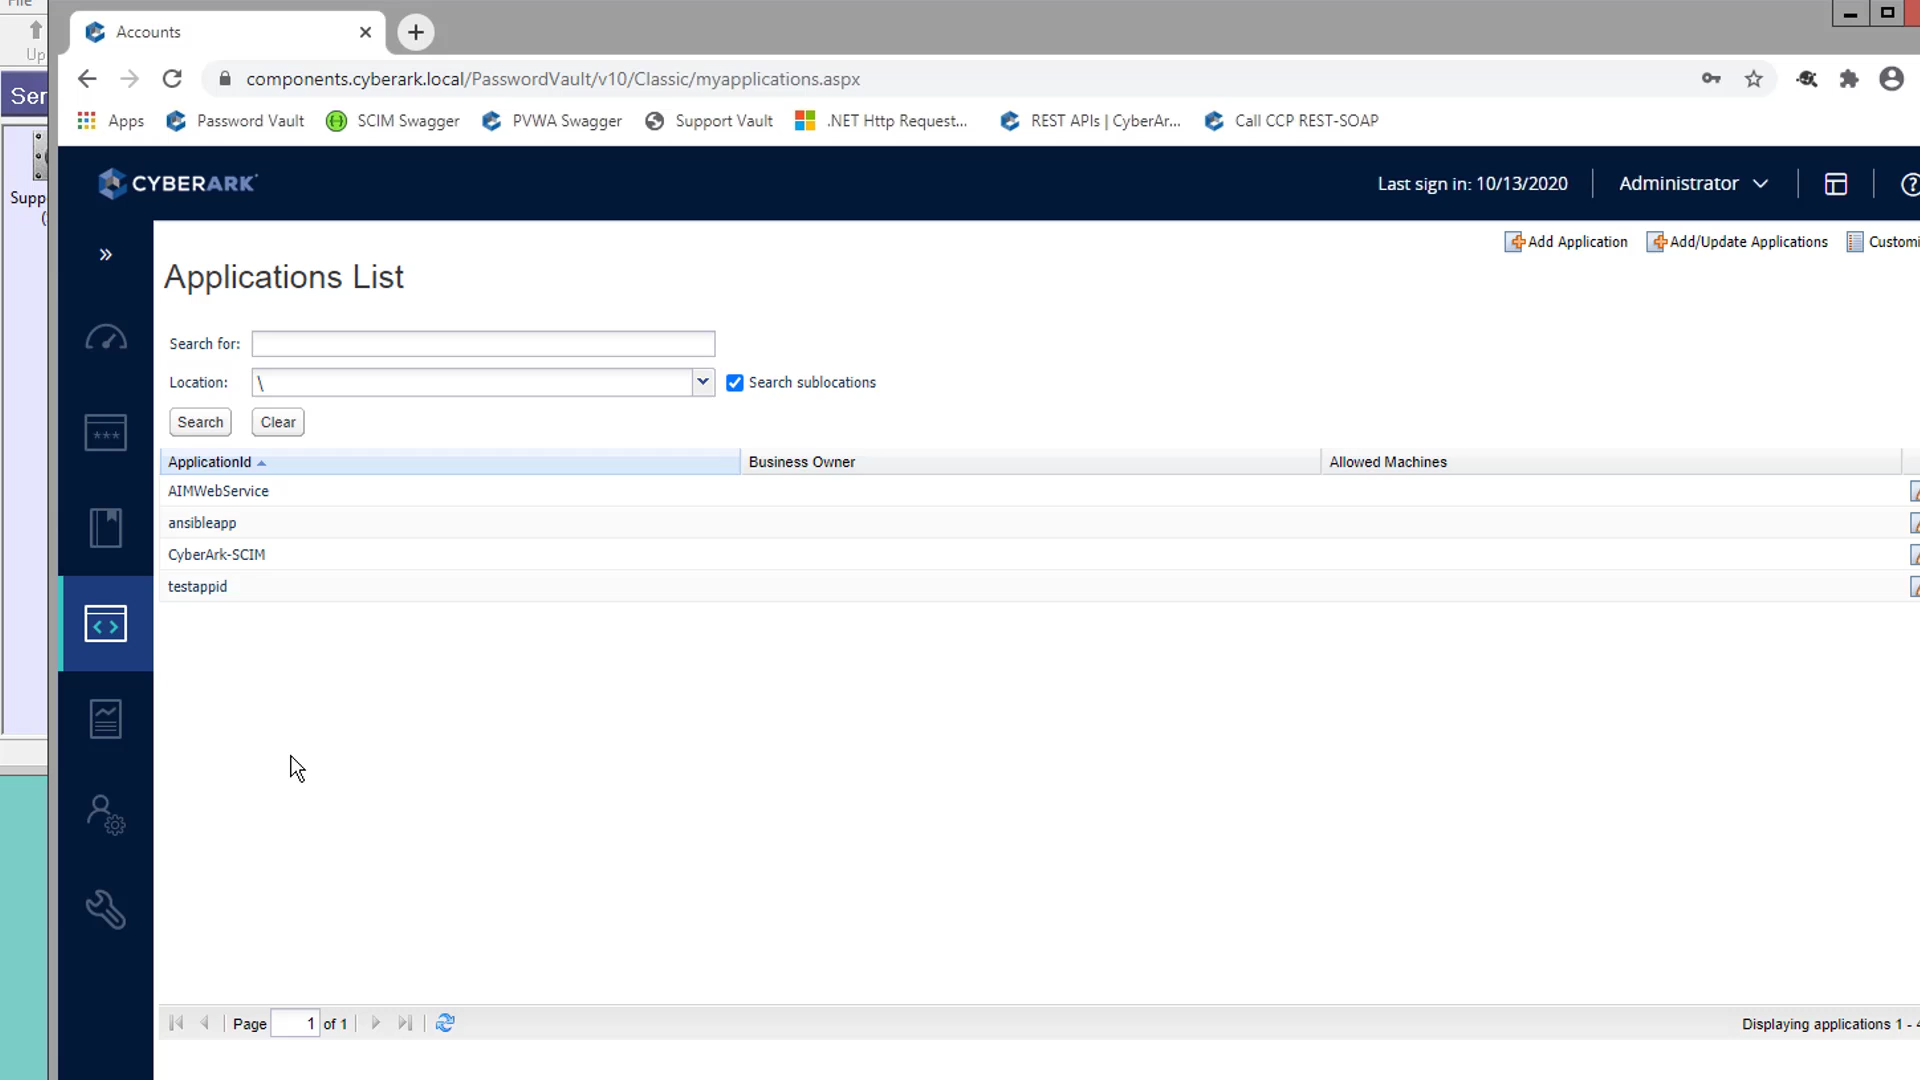 File
Up
Ser
Supp
(
Accounts
components.cyberark.local/PasswordVault/v10/Classic/myapplications.aspx
Apps Password Vault SCIM Swagger PVWA Swagger Support Vault .NET Http Request... REST APIs | CyberAr... Call CCP REST-SOAP
CYBERARK Last sign in: 10/13/2020 Administrator
Add Application Add/Update Applications Customi
Applications List
Search for:
Location: \ Search sublocations
Search Clear
ApplicationId Business Owner Allowed Machines
AIMWebService
ansibleapp
CyberArk-SCIM
testappid
Page 1 of 1 Displaying applications 1 -